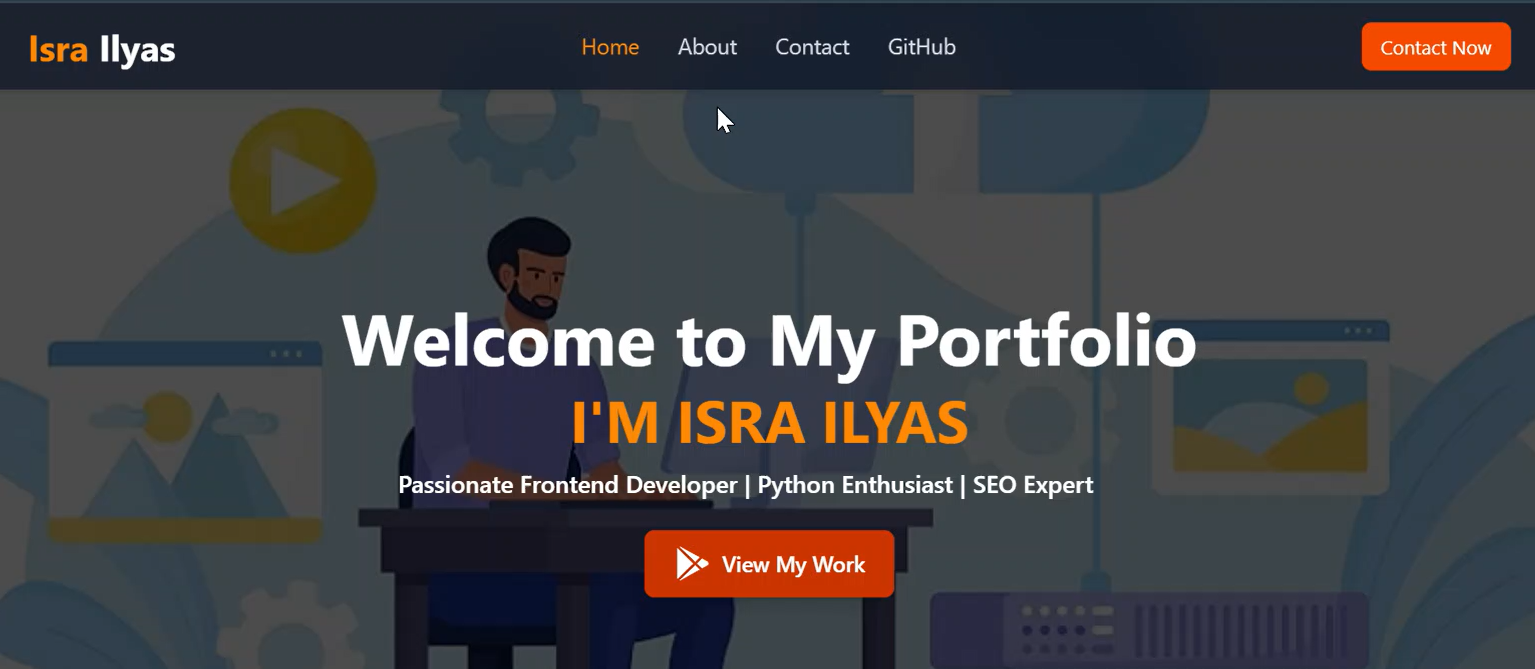 Isra Ilyas
Home About Contact GitHub
Contact Now
Welcome to My Portfolio
I'M ISRA ILYAS
Passionate Frontend Developer | Python Enthusiast | SEO Expert
View My Work